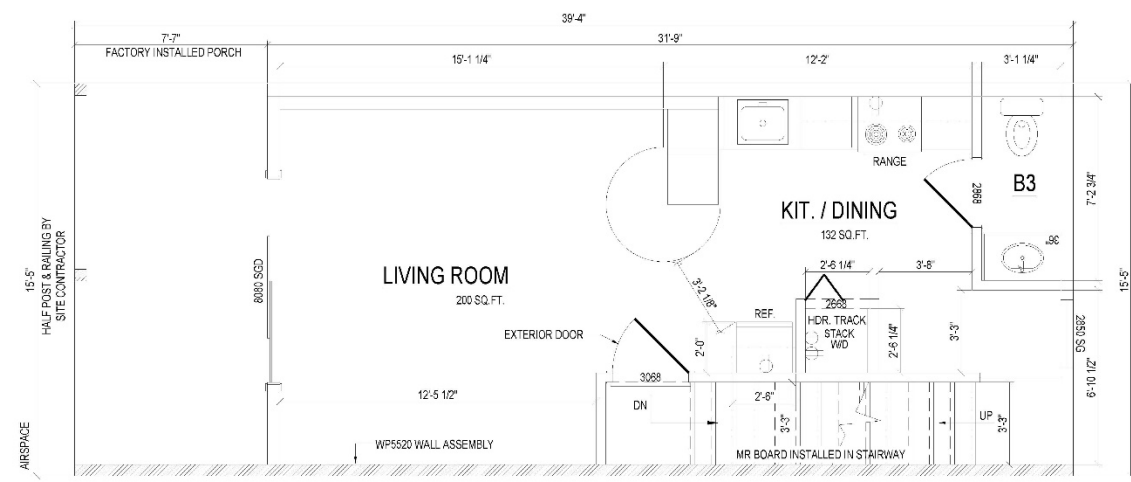 39'-4"
7'-7"
31'-9"
FACTORY INSTALLED PORCH
15'-1 1/4"
12'-2"
3'-1 1/4"
RANGE
2868
B3
7'-2 3/4"
KIT. / DINING
132 SQ.FT.
36"
HALF POST & RAILING BY
SITE CONTRACTOR
15'-5"
8080 SGD
LIVING ROOM
200 SQ.FT.
3'-2 1/8"
2'-6 1/4"
3'-8"
15'-5"
2668
HDR. TRACK
STACK
W/D
REF.
EXTERIOR DOOR
2'-0"
2'-6 1/4"
3'-3"
2850 SG
6'-10 1/2"
3068
12'-5 1/2"
DN
2'-6"
3'-3"
UP
3'-3"
AIRSPACE
WP5520 WALL ASSEMBLY
MR BOARD INSTALLED IN STAIRWAY